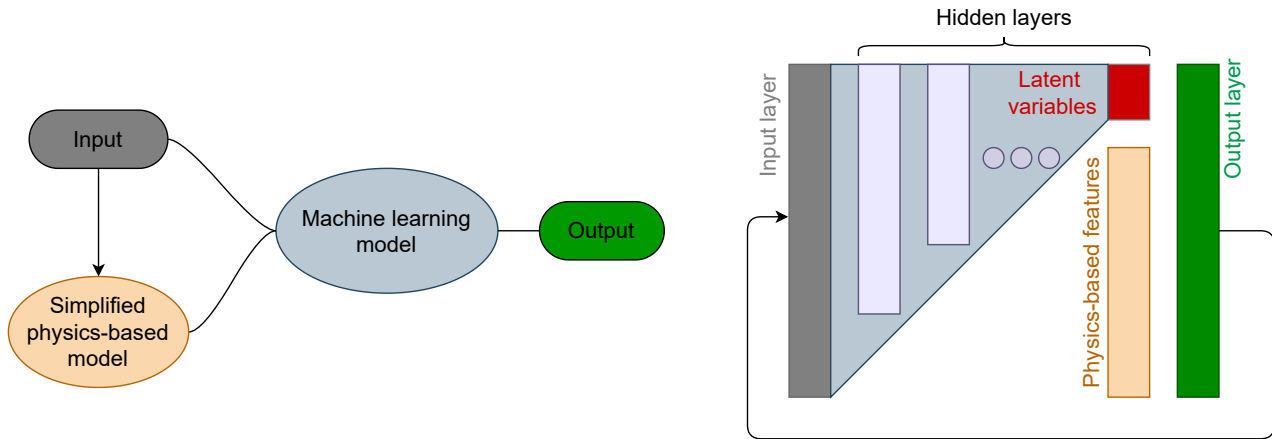 Input
Simplified
physics-based
model
Machine learning
model
Output
Hidden layers
Input layer
Latent
variables
Physics-based features
Output layer